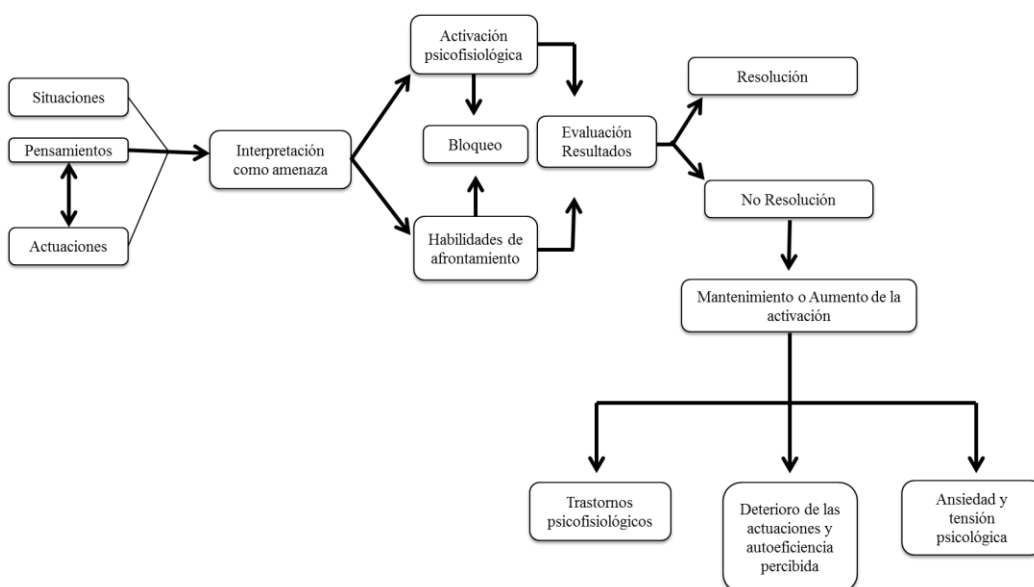 Situaciones
Pensamientos
Actuaciones
Interpretación
como amenaza
Activación
psicofisiológica
Bloqueo
Habilidades de
afrontamiento
Evaluación
Resultados
Resolución
No Resolución
Mantenimiento o Aumento de la
activación
Trastornos
psicofisiológicos
Deterioro de las
actuaciones y
autoeficiencia
percibida
Ansiedad y
tensión
psicológica